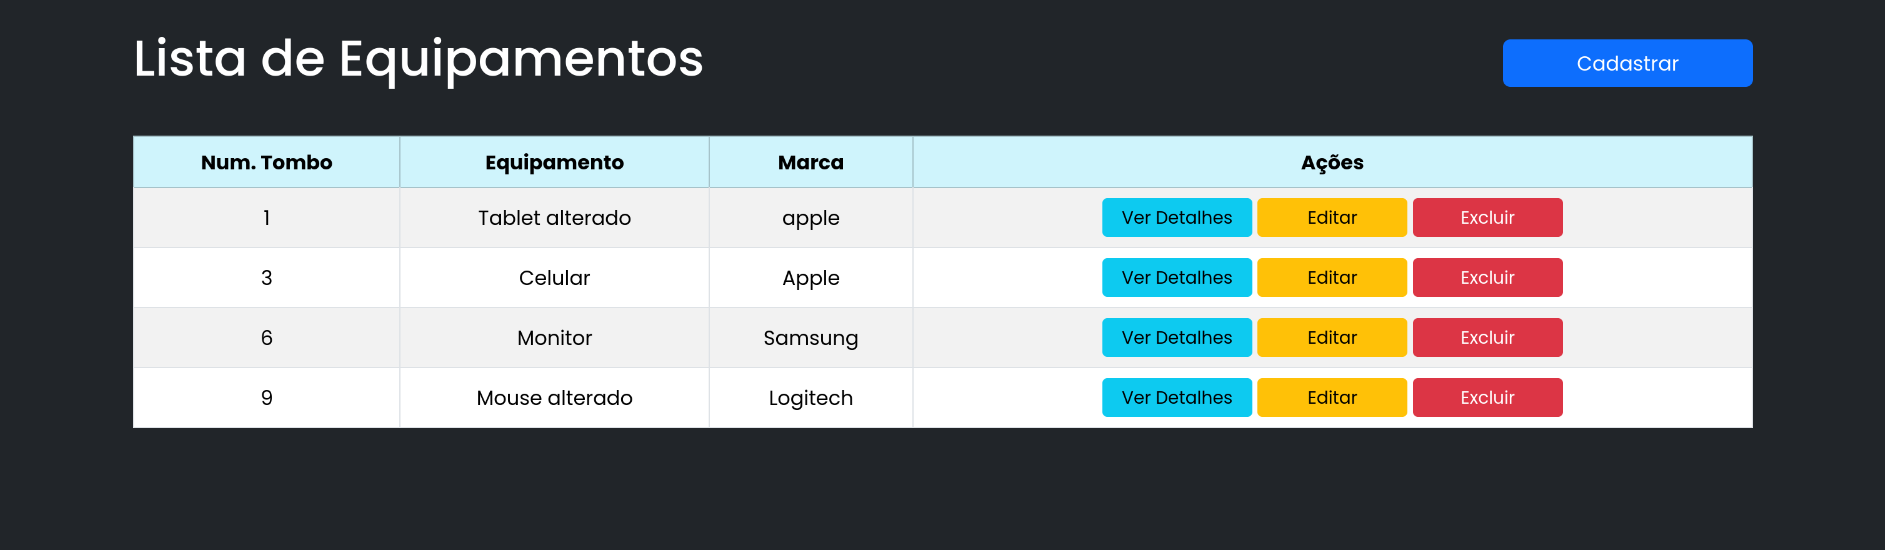 Lista de Equipamentos
Cadastrar
Num. Tombo Equipamento Marca Ações
1 Tablet alterado apple Ver Detalhes Editar Excluir
3 Celular Apple Ver Detalhes Editar Excluir
6 Monitor Samsung Ver Detalhes Editar Excluir
9 Mouse alterado Logitech Ver Detalhes Editar Excluir